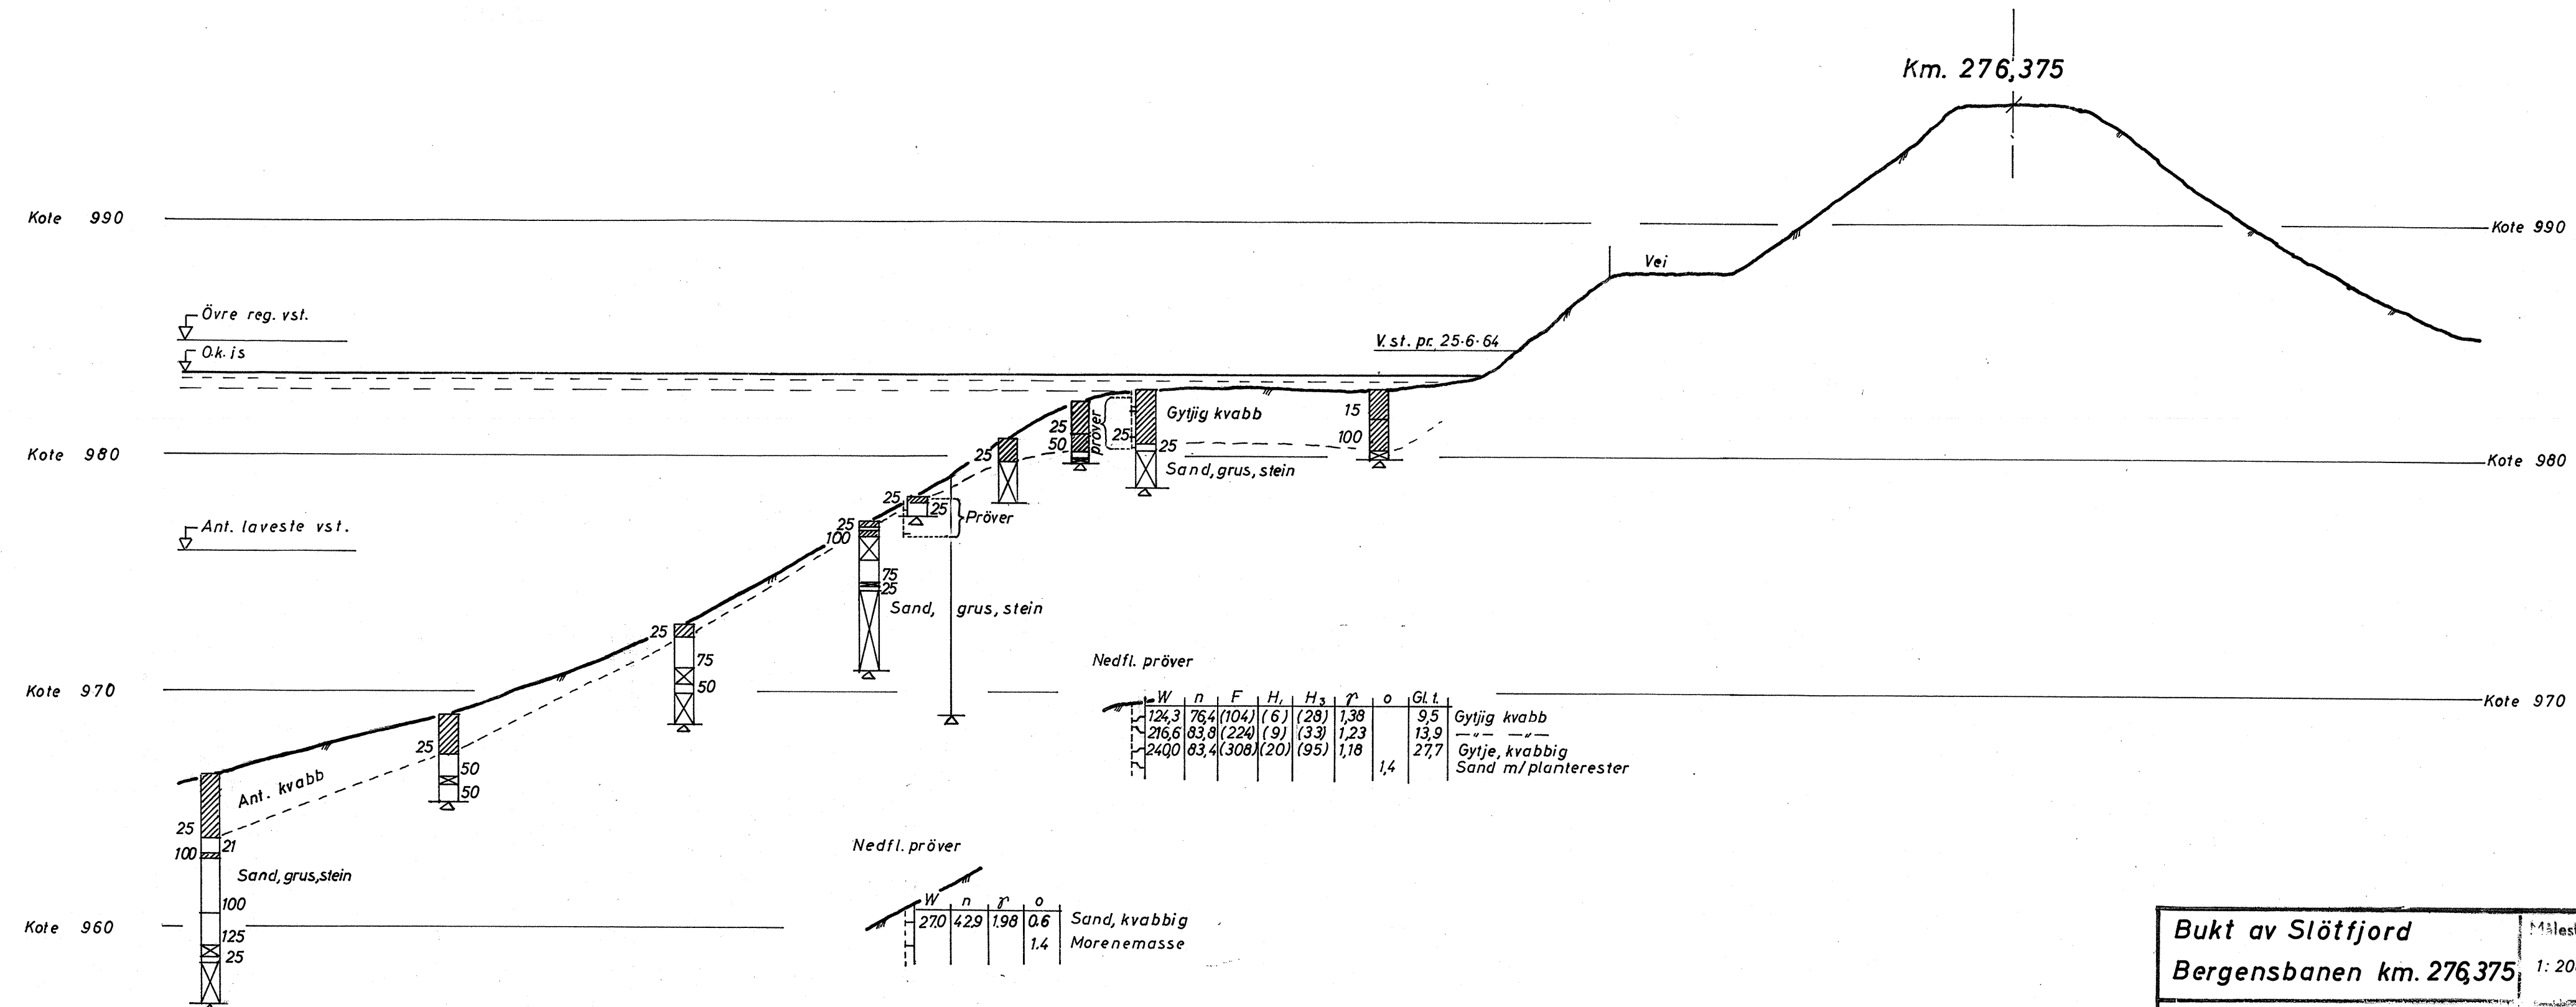 Km. 276,375
Kote 990
Kote 990
Vei
Övre reg. vst.
O.k. is
V. st. pr. 25-6-64
Gytjig kvabb
15
25
50
pröver
25
100
Kote 980
25
25
Sand, grus, stein
Kote 980
25
25
Pröver
Ant. laveste vst.
25
100
75
25
Sand, grus, stein
25
75
50
Nedfl. pröver
Kote 970
W n F H₁ H₃ γ o Gl. t.
Kote 970
124,3 76,4 (104) (6) (28) 1,38 9,5 Gytjig kvabb
216,6 83,8 (224) (9) (33) 1,23 13,9 —"— —"—
240,0 83,4 (308) (20) (95) 1,18 27,7 Gytje, kvabbig
1,4 Sand m/planterester
25
50
50
Ant. kvabb
25
21
100
Sand, grus, stein
100
125
25
Nedfl. pröver
W n γ o
27.0 42.9 1.98 0.6 Sand, kvabbig
1.4 Morenemasse
Kote 960
Bukt av Slötfjord
Bergensbanen km. 276,375
Målest
1: 20